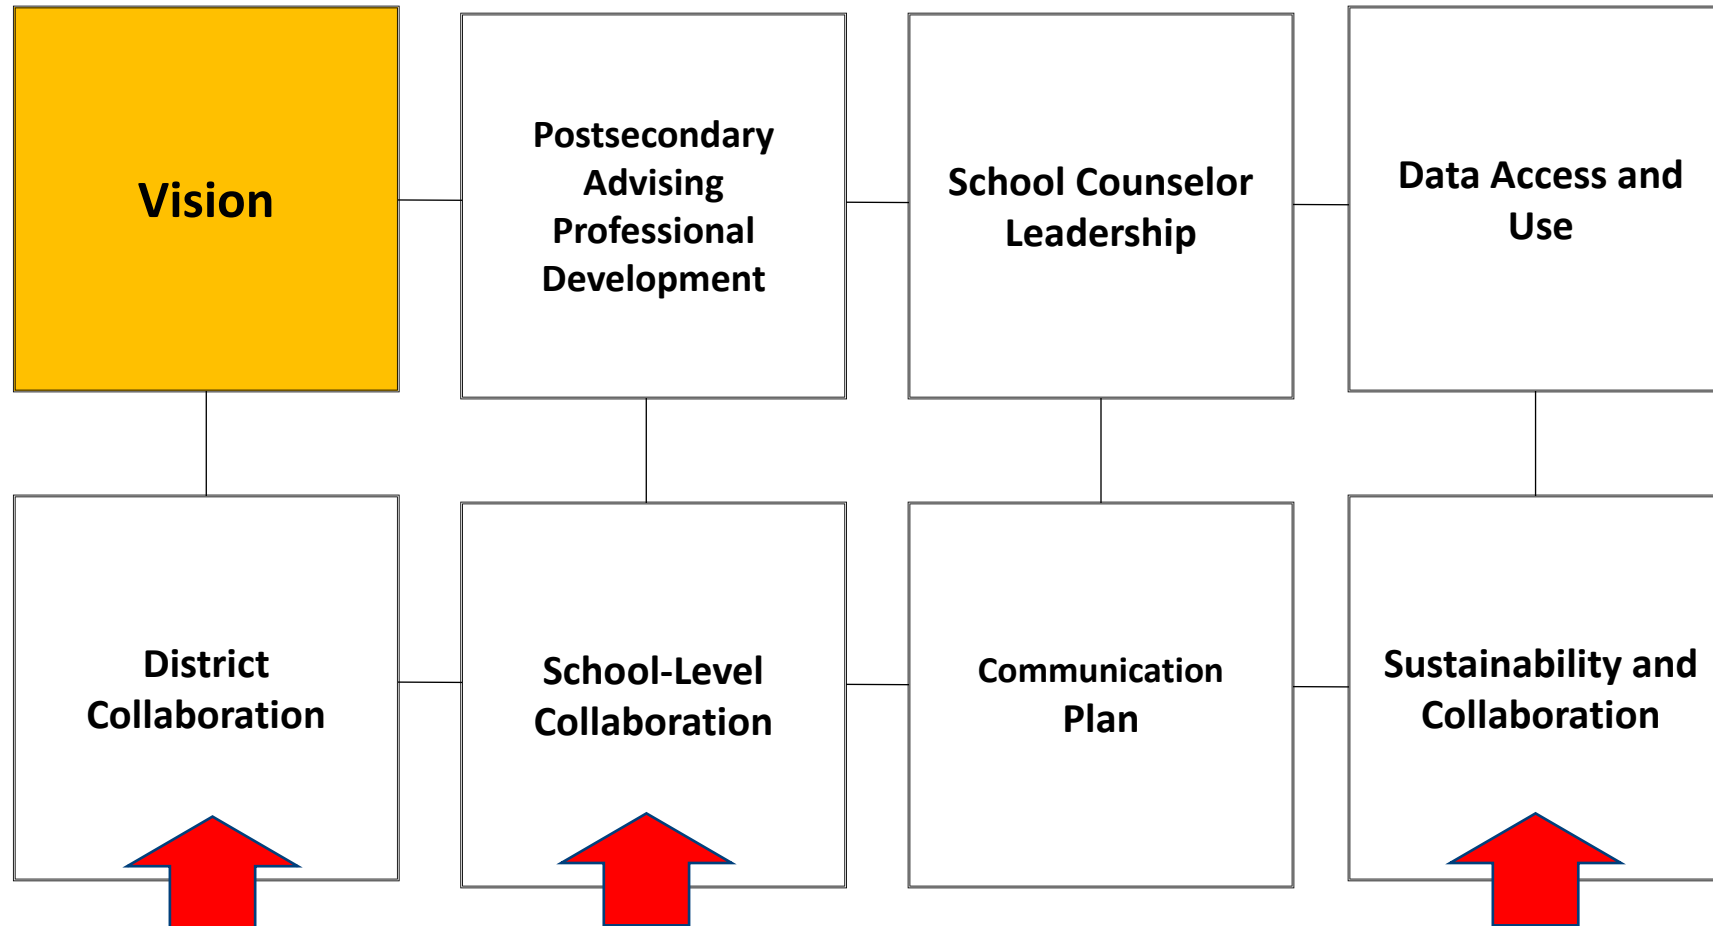 Vision
Postsecondary
Advising
Professional
Development
School Counselor
Leadership
Data Access and
Use
District
Collaboration
School-Level
Collaboration
Communication
Plan
Sustainability and
Collaboration